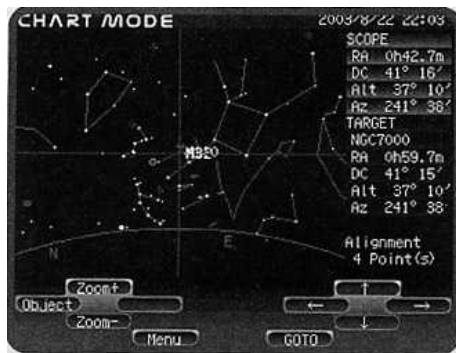 CHART MODE
2003/8/22 22:03
SCOPE
RA 0h42.7m
DC 41° 16′
Alt 37° 10′
Az 241° 38′
TARGET
NGC7000
RA 0h59.7m
DC 41° 15′
Alt 37° 10′
Az 241° 38
N
E
Alignment
4 Point(s)
Zoom+
Object
Zoom-
Menu
← ↑ →
↓
GOTO